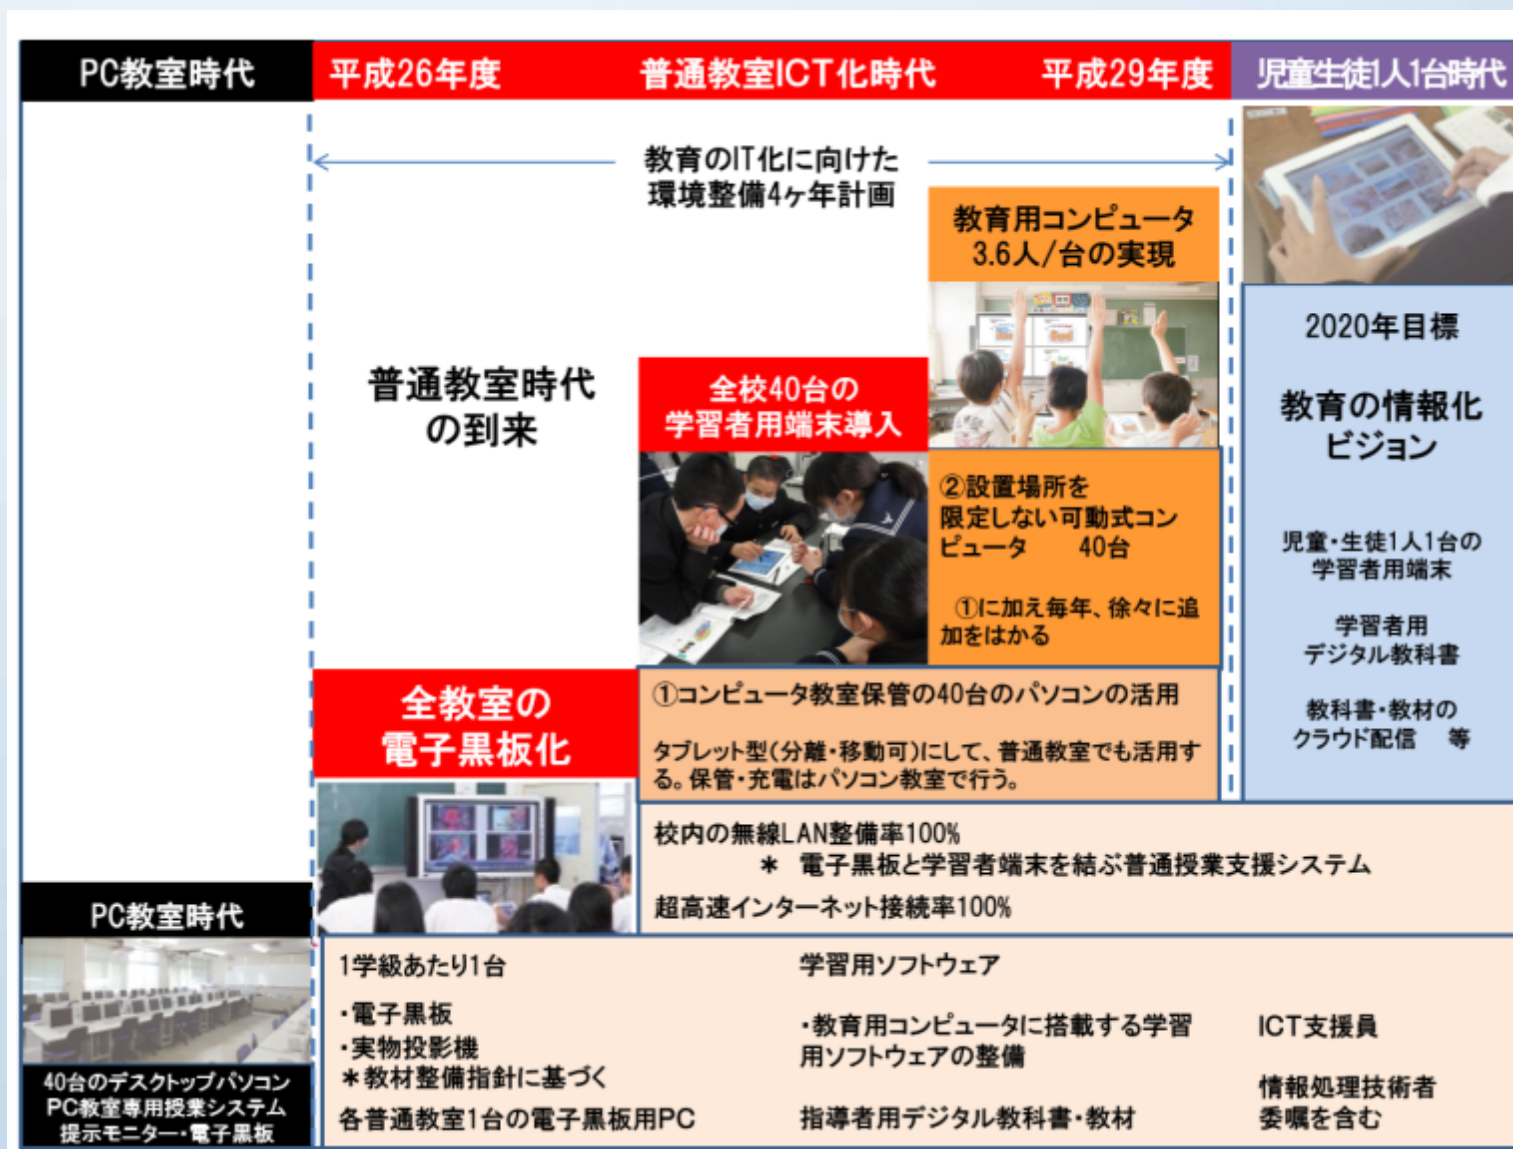 PC教室時代
平成26年度
普通教室ICT化時代
平成29年度
児童生徒1人1台時代
教育のIT化に向けた
環境整備4ヶ年計画
教育用コンピュータ
3.6人/台の実現
普通教室時代
の到来
全校40台の
学習者用端末導入
②設置場所を
限定しない可動式コン
ピュータ 40台
①に加え毎年、徐々に追
加をはかる
2020年目標
教育の情報化
ビジョン
児童・生徒1人1台の
学習者用端末
学習者用
デジタル教科書
教科書・教材の
クラウド配信 等
全教室の
電子黒板化
①コンピュータ教室保管の40台のパソコンの活用
タブレット型(分離・移動可)にして、普通教室でも活用す
る。保管・充電はパソコン教室で行う。
校内の無線LAN整備率100%
* 電子黒板と学習者端末を結ぶ普通授業支援システム
超高速インターネット接続率100%
PC教室時代
40台のデスクトップパソコン
PC教室専用授業システム
提示モニター・電子黒板
1学級あたり1台
・電子黒板
・実物投影機
*教材整備指針に基づく
各普通教室1台の電子黒板用PC
学習用ソフトウェア
・教育用コンピュータに搭載する学習
用ソフトウェアの整備
指導者用デジタル教科書・教材
ICT支援員
情報処理技術者
委嘱を含む